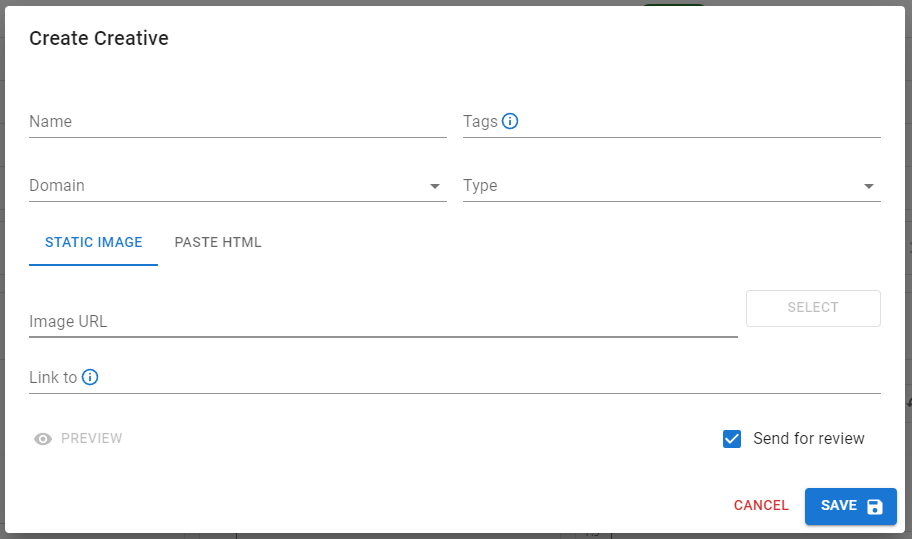 Create Creative
Name
Tags
Domain
Type
STATIC IMAGE
PASTE HTML
Image URL
SELECT
Link to
PREVIEW
Send for review
CANCEL
SAVE